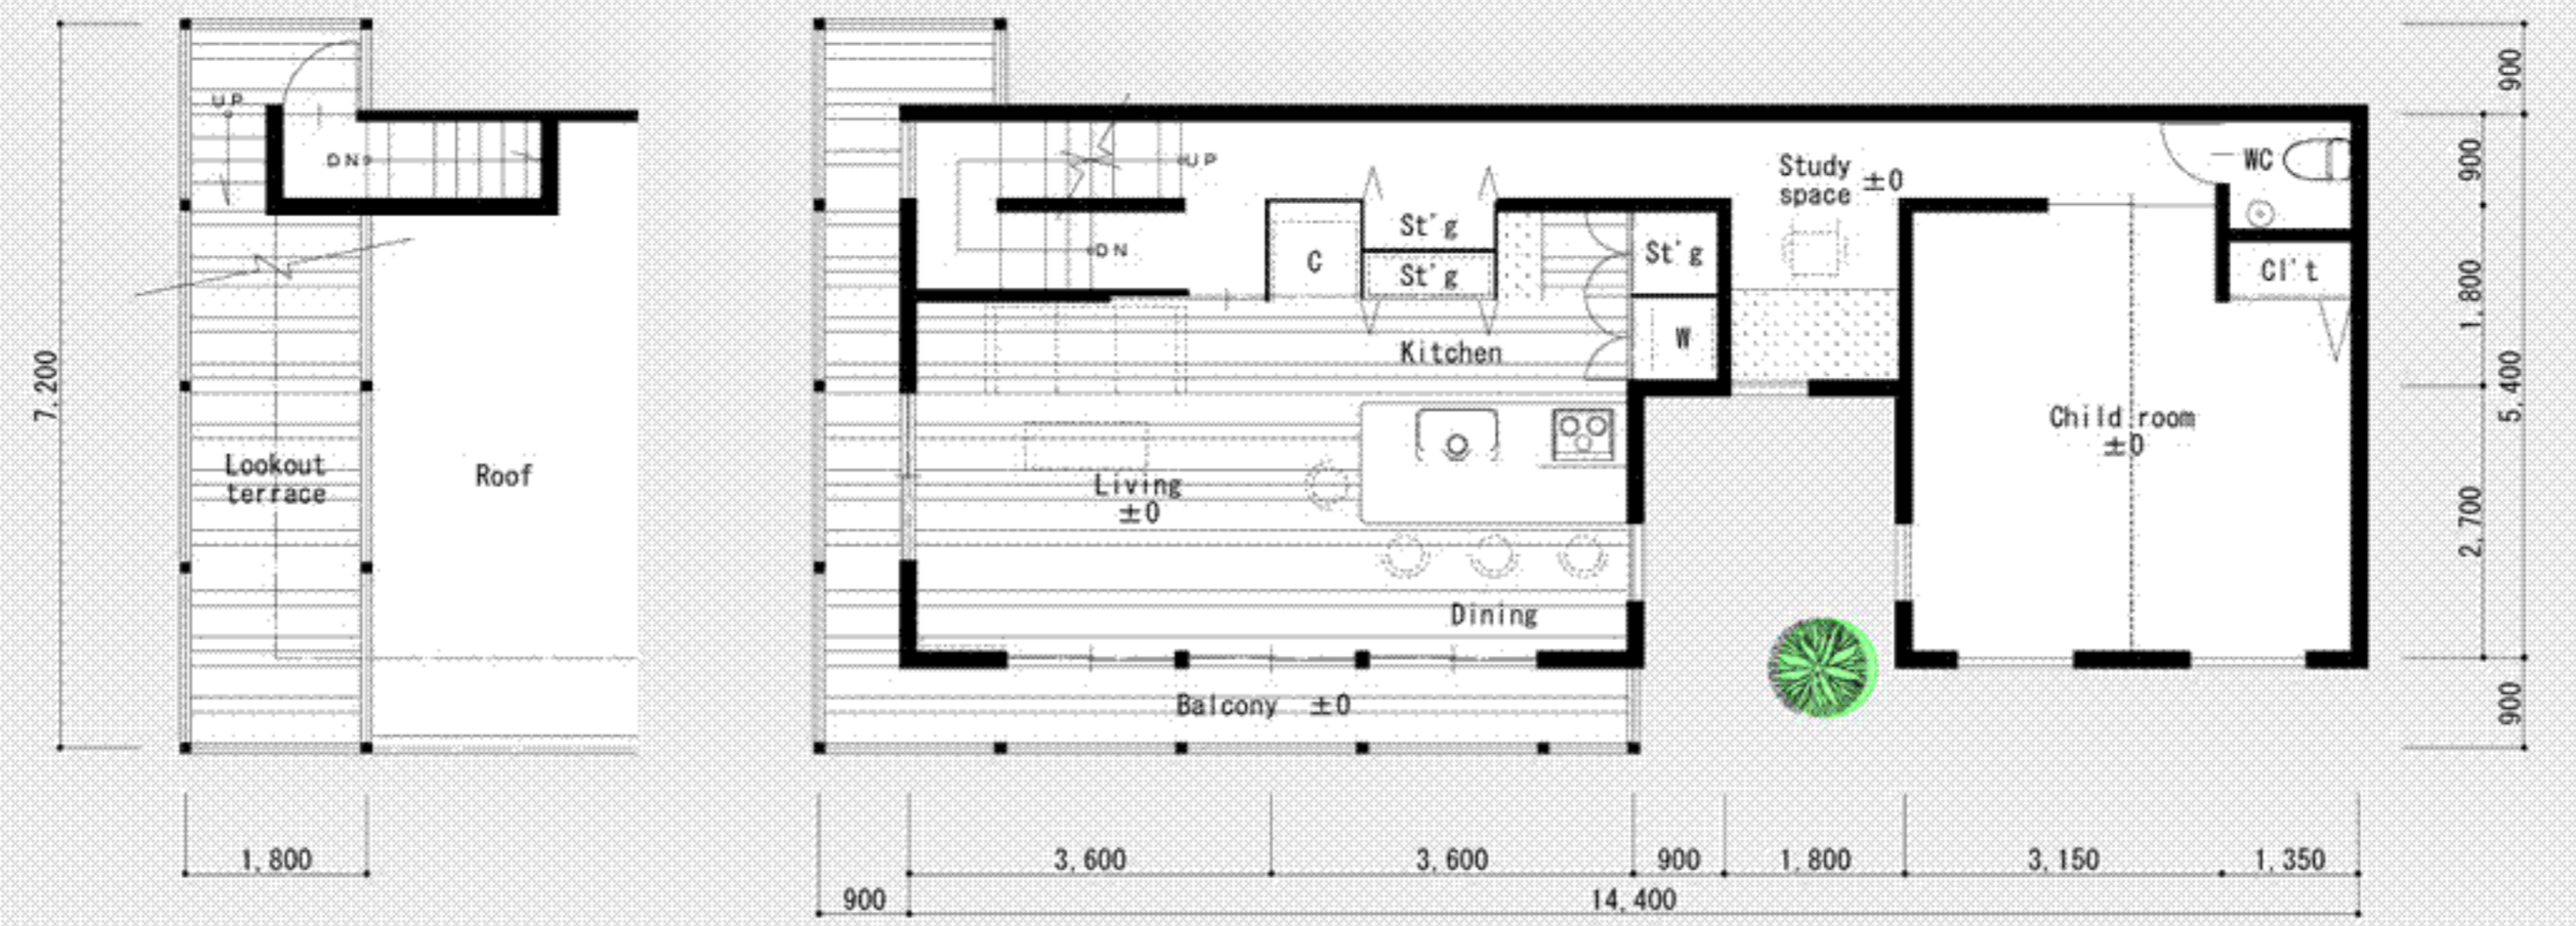 UP
DN
7,200
Lookout
terrace
Roof
1,800
UP
DN
C
St'g
St'g
St'g
W
Kitchen
Living
±0
Dining
Balcony ±0
Study
space ±0
WC
Cl't
Child room
±0
900
900
1,800
5,400
2,700
900
3,600
3,600
900
1,800
3,150
1,350
900
14,400